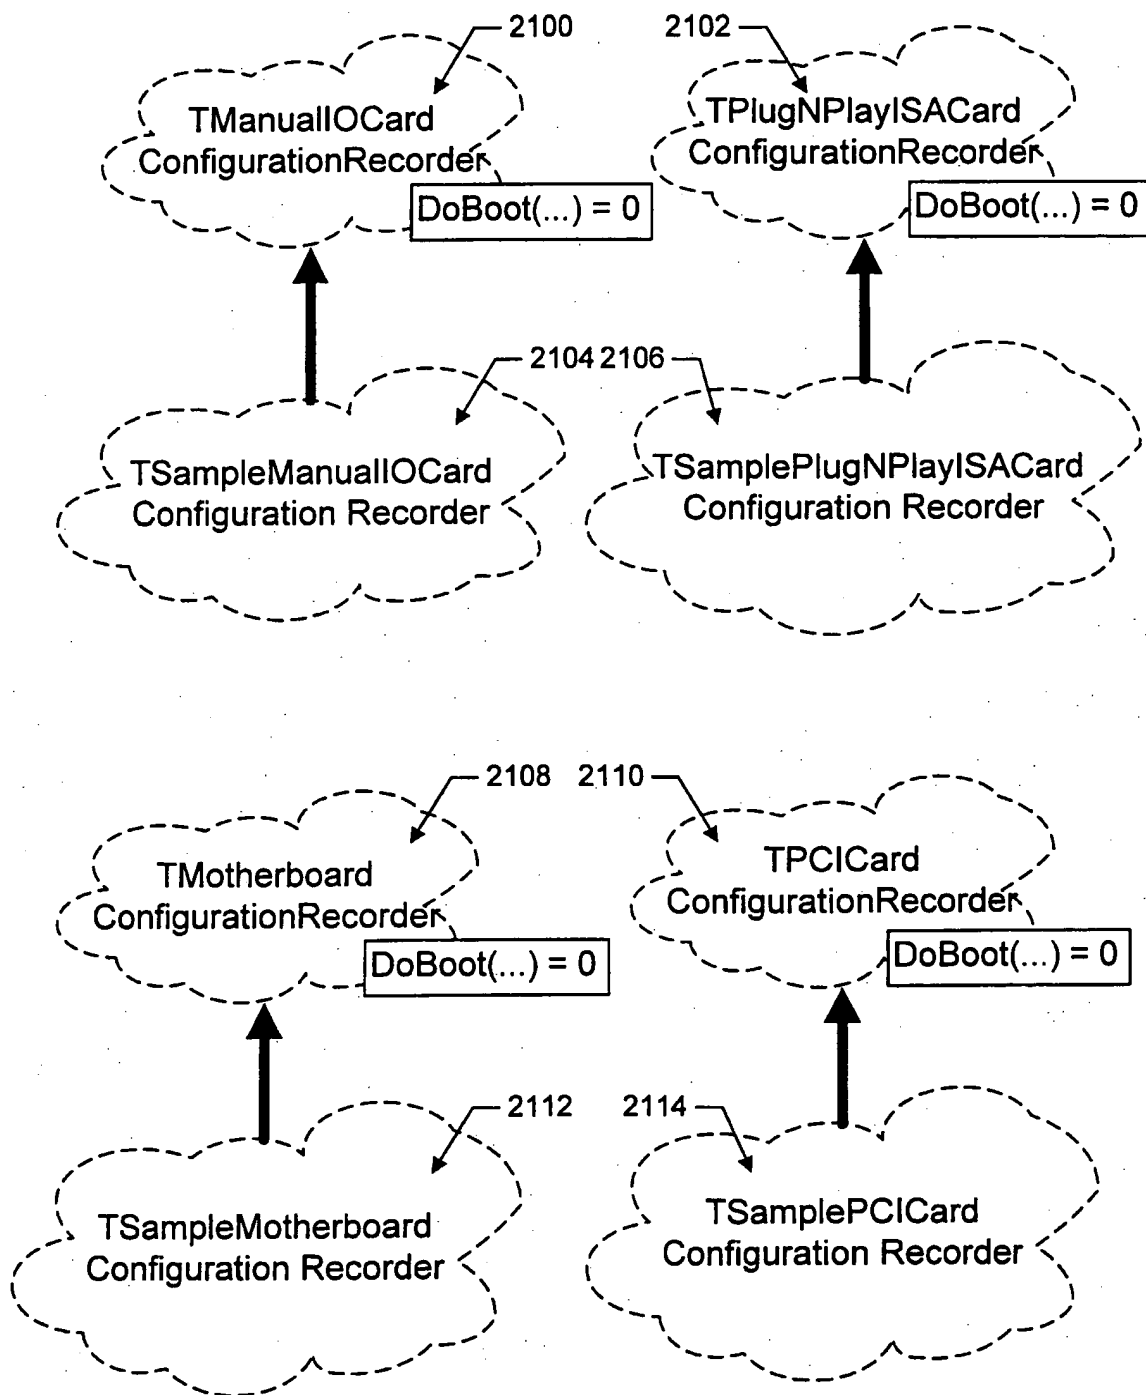 2100
2102
TManualIOCard
ConfigurationRecorder
DoBoot(...) = 0
TPlugNPlayISACard
ConfigurationRecorder
DoBoot(...) = 0
2104
2106
TSampleManualIOCard
Configuration Recorder
TSamplePlugNPlayISACard
Configuration Recorder
2108
2110
TMotherboard
ConfigurationRecorder
DoBoot(...) = 0
TPCICard
ConfigurationRecorder
DoBoot(...) = 0
2112
2114
TSampleMotherboard
Configuration Recorder
TSamplePCICard
Configuration Recorder